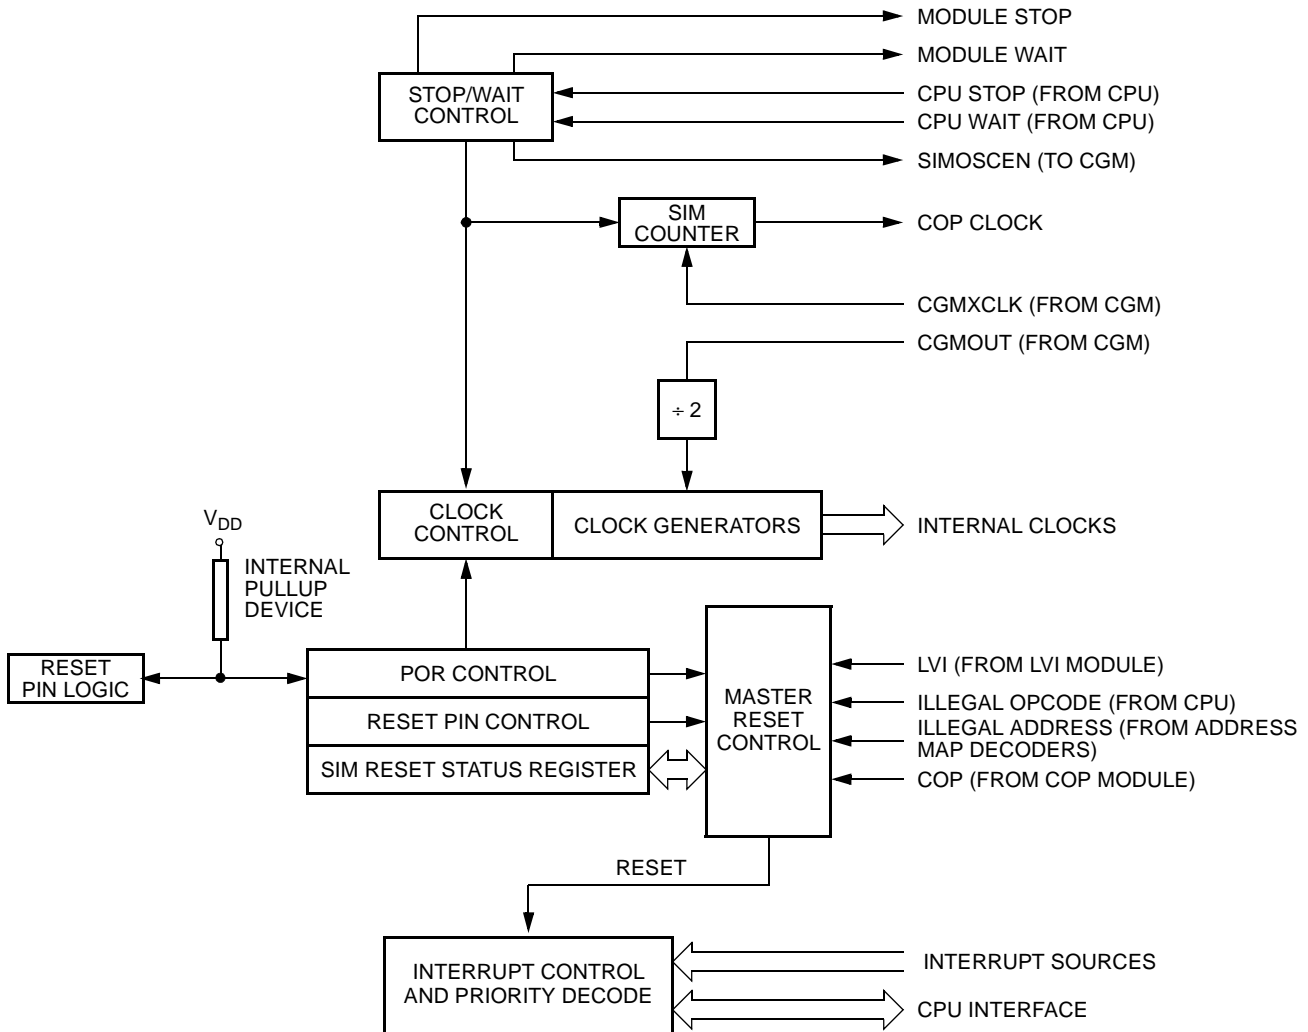 MODULE STOP
MODULE WAIT
STOP/WAIT
CONTROL
CPU STOP (FROM CPU)
CPU WAIT (FROM CPU)
SIMOSCEN (TO CGM)
SIM
COUNTER
COP CLOCK
CGMXCLK (FROM CGM)
CGMOUT (FROM CGM)
÷ 2
CLOCK
CONTROL
CLOCK GENERATORS
INTERNAL CLOCKS
VDD
INTERNAL
PULLUP
DEVICE
RESET
PIN LOGIC
POR CONTROL
RESET PIN CONTROL
SIM RESET STATUS REGISTER
MASTER
RESET
CONTROL
LVI (FROM LVI MODULE)
ILLEGAL OPCODE (FROM CPU)
ILLEGAL ADDRESS (FROM ADDRESS
MAP DECODERS)
COP (FROM COP MODULE)
RESET
INTERRUPT CONTROL
AND PRIORITY DECODE
INTERRUPT SOURCES
CPU INTERFACE